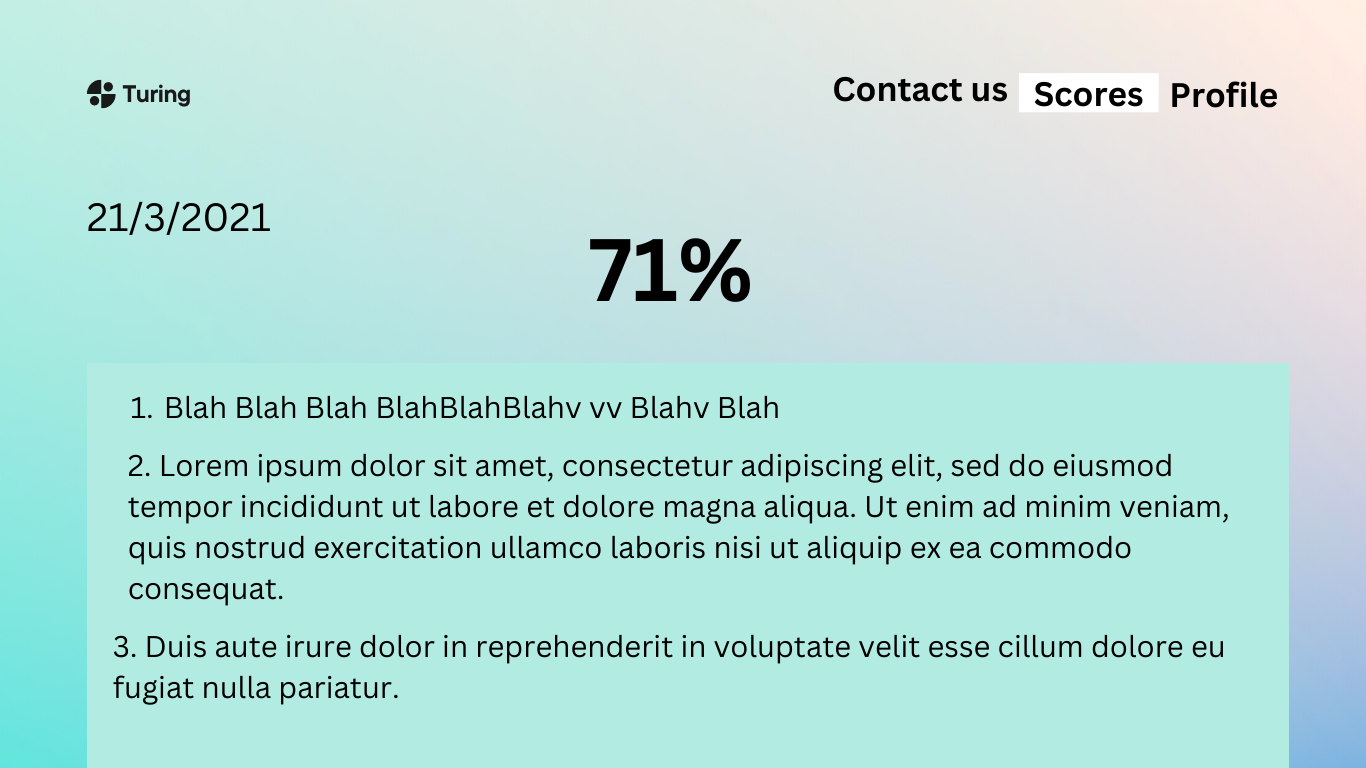 Turing
Contact us Scores Profile
21/3/2021
71%
1. Blah Blah Blah BlahBlahBlahv vv Blahv Blah
2. Lorem ipsum dolor sit amet, consectetur adipiscing elit, sed do eiusmod
tempor incididunt ut labore et dolore magna aliqua. Ut enim ad minim veniam,
quis nostrud exercitation ullamco laboris nisi ut aliquip ex ea commodo
consequat.
3. Duis aute irure dolor in reprehenderit in voluptate velit esse cillum dolore eu
fugiat nulla pariatur.